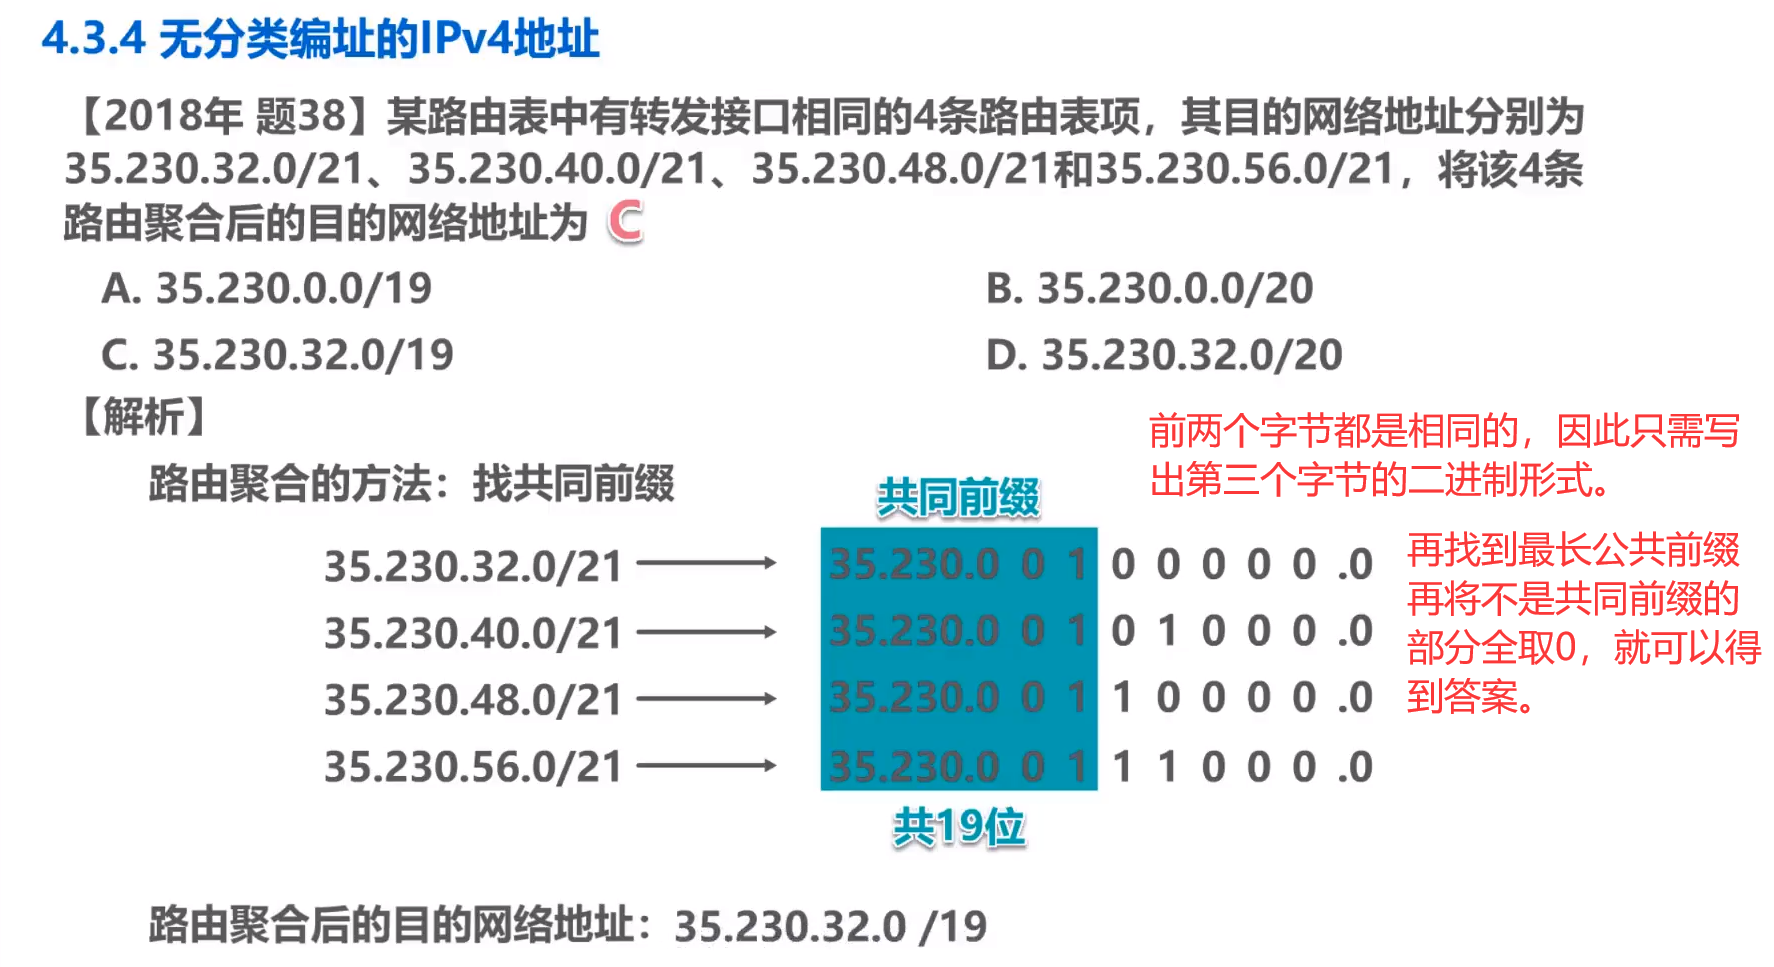 4.3.4 无分类编址的IPv4地址
【2018年 题38】某路由表中有转发接口相同的4条路由表项，其目的网络地址分别为
35.230.32.0/21、35.230.40.0/21、35.230.48.0/21和35.230.56.0/21，将该4条
路由聚合后的目的网络地址为 C
A. 35.230.0.0/19
B. 35.230.0.0/20
C. 35.230.32.0/19
D. 35.230.32.0/20
【解析】
前两个字节都是相同的，因此只需写
出第三个字节的二进制形式。
路由聚合的方法：找共同前缀
共同前缀
35.230.32.0/21
35.230.0 0 1 0 0 0 0 0 .0
35.230.40.0/21
35.230.0 0 1 0 1 0 0 0 .0
35.230.48.0/21
35.230.0 0 1 1 0 0 0 0 .0
35.230.56.0/21
35.230.0 0 1 1 1 0 0 0 .0
再找到最长公共前缀
再将不是共同前缀的
部分全取0，就可以得
到答案。
共19位
路由聚合后的目的网络地址：35.230.32.0 /19